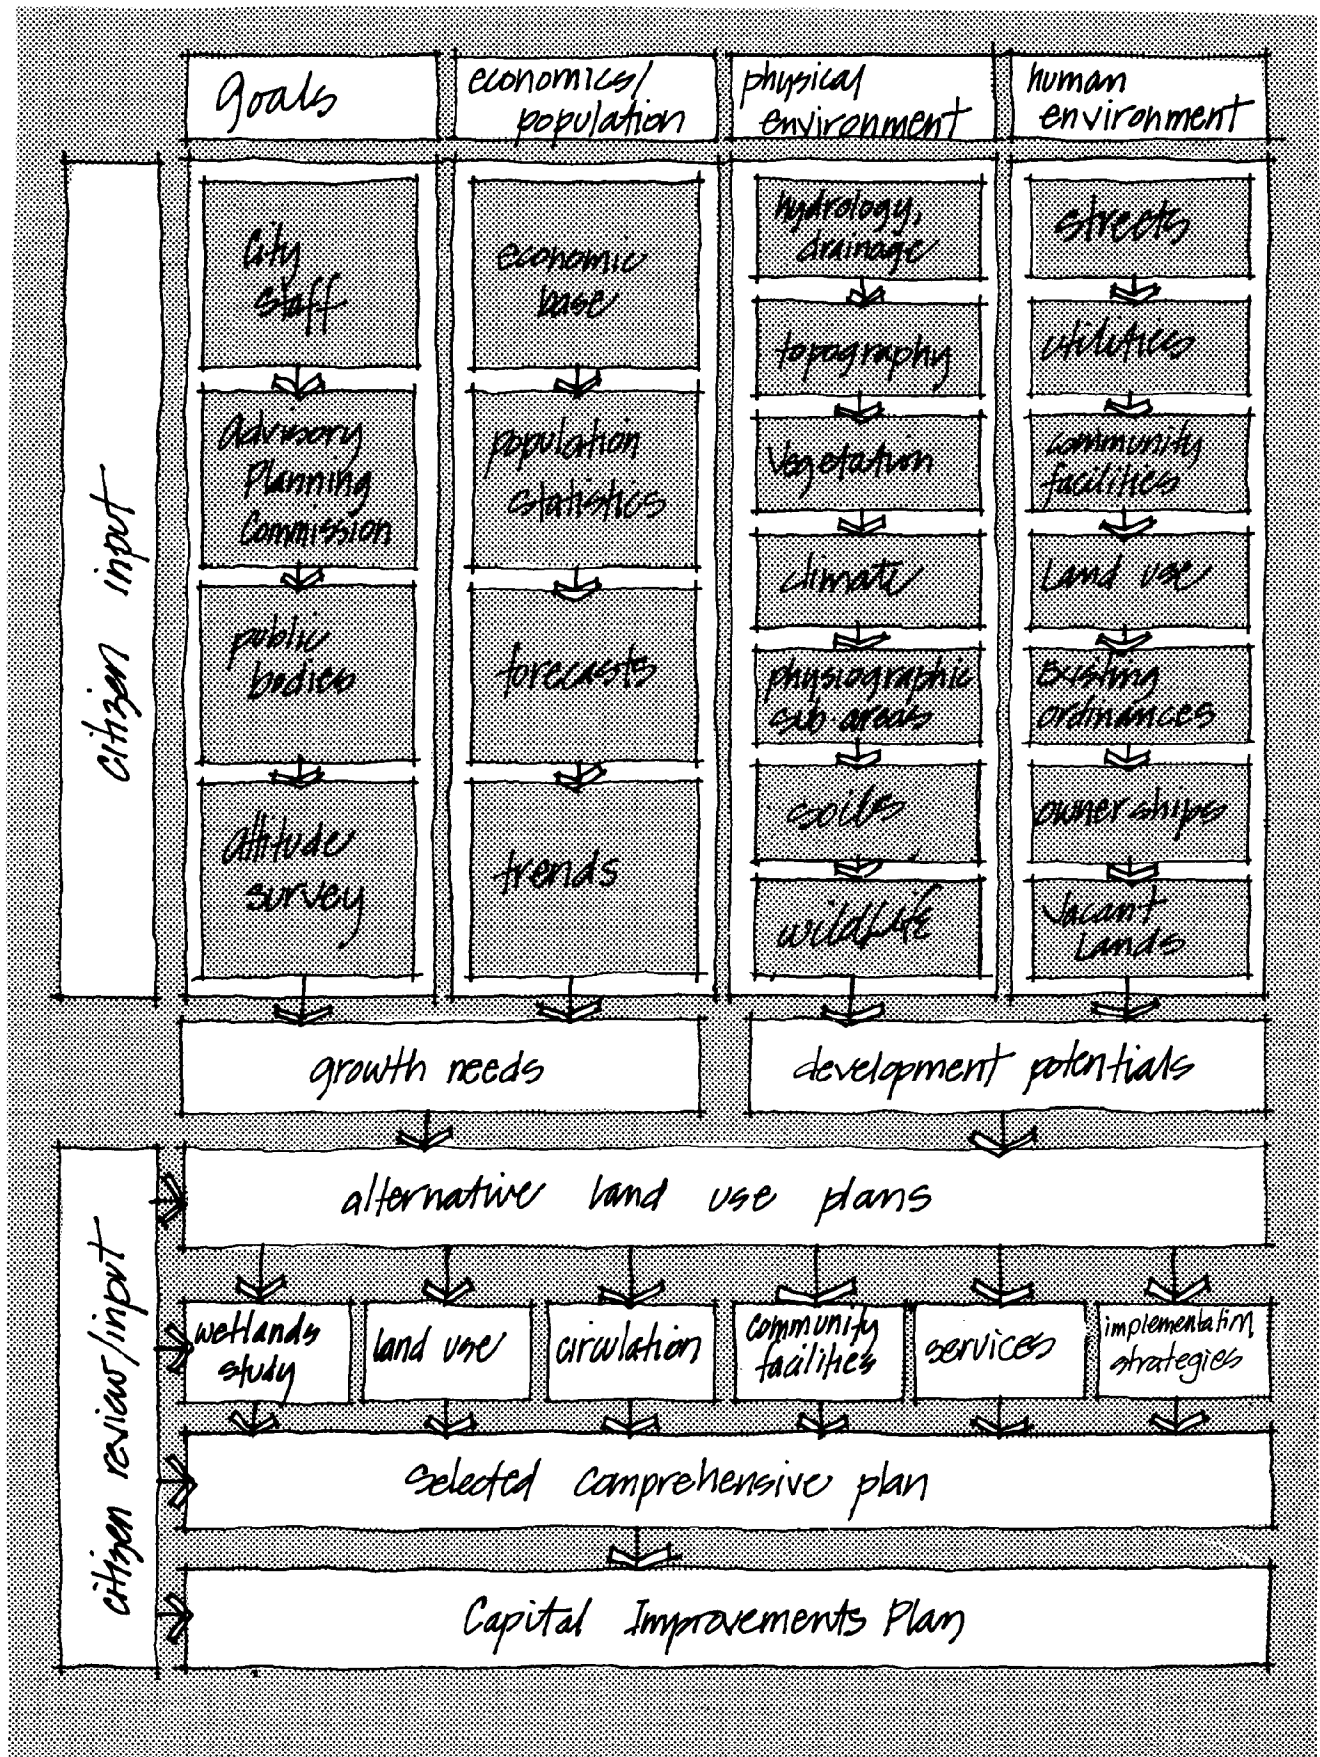 goals
economics/
population
physical
environment
human
environment
citizen input
City
staff
Advisory
Planning
Commission
public
bodies
attitude
survey
economic
base
population
statistics
forecasts
trends
hydrology,
drainage
topography
Vegetation
climate
physiographic
sub-areas
soils
wildlife
streets
utilities
community
facilities
Land use
Existing
ordinances
ownerships
Vacant
Lands
growth needs
development potentials
citizen review/input
alternative land use plans
wetlands
study
land use
circulation
community
facilities
services
implementation
strategies
Selected comprehensive plan
Capital Improvements Plan